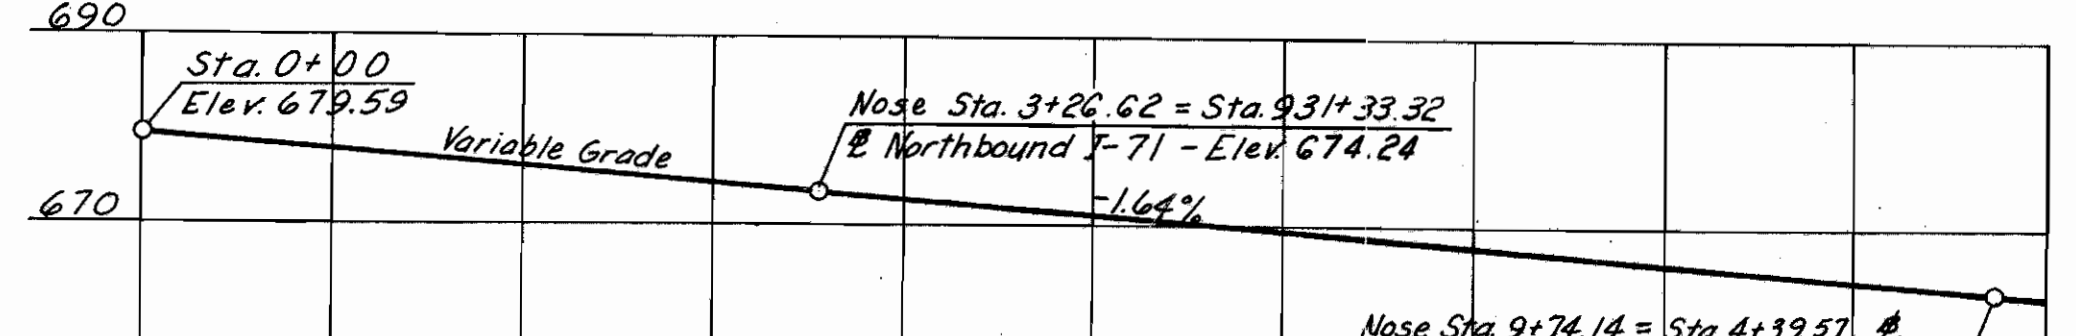 690
Sta. 0+00
Elev. 679.59
Nose Sta. 3+26.62 = Sta. 931+33.32
℄ Northbound I-71 - Elev. 674.24
Variable Grade
-1.64%
670
Nose Sta. 9+74.14 = Sta 4+39.57 ℄